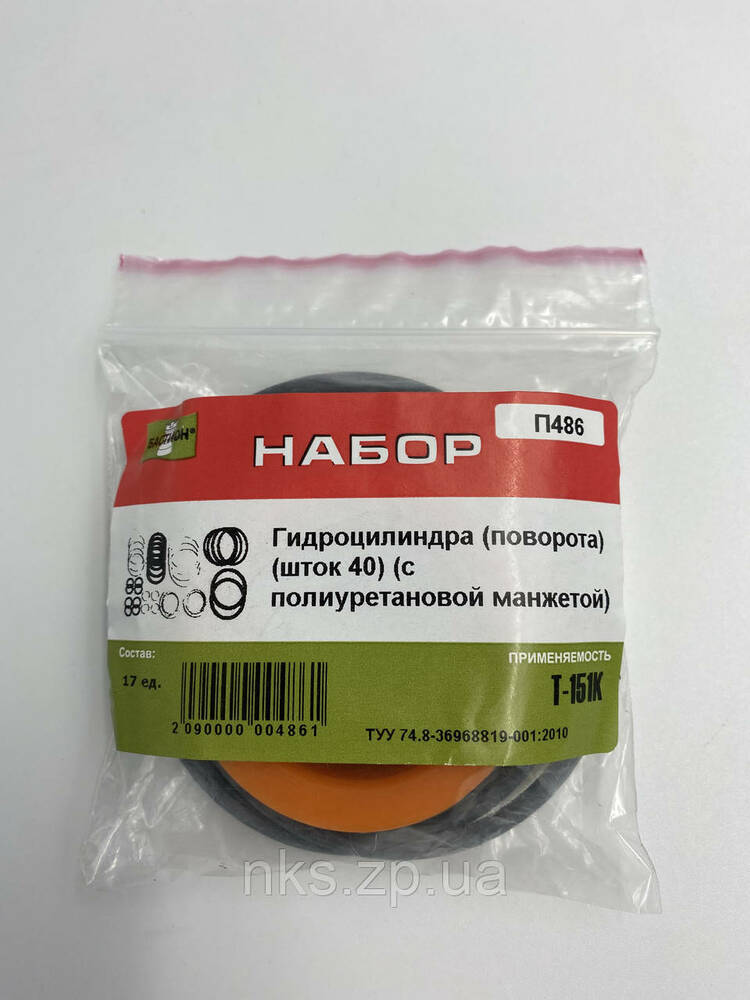 БАСТИОН®
НАБОР
П486
Гидроцилиндра (поворота)
(шток 40) (с
полиуретановой манжетой)
Состав:
17 ед.
ПРИМЕНЯЕМОСТЬ
Т-151К
2 090000 004861
ТУУ 74.8-36968819-001:2010
nks.zp.ua